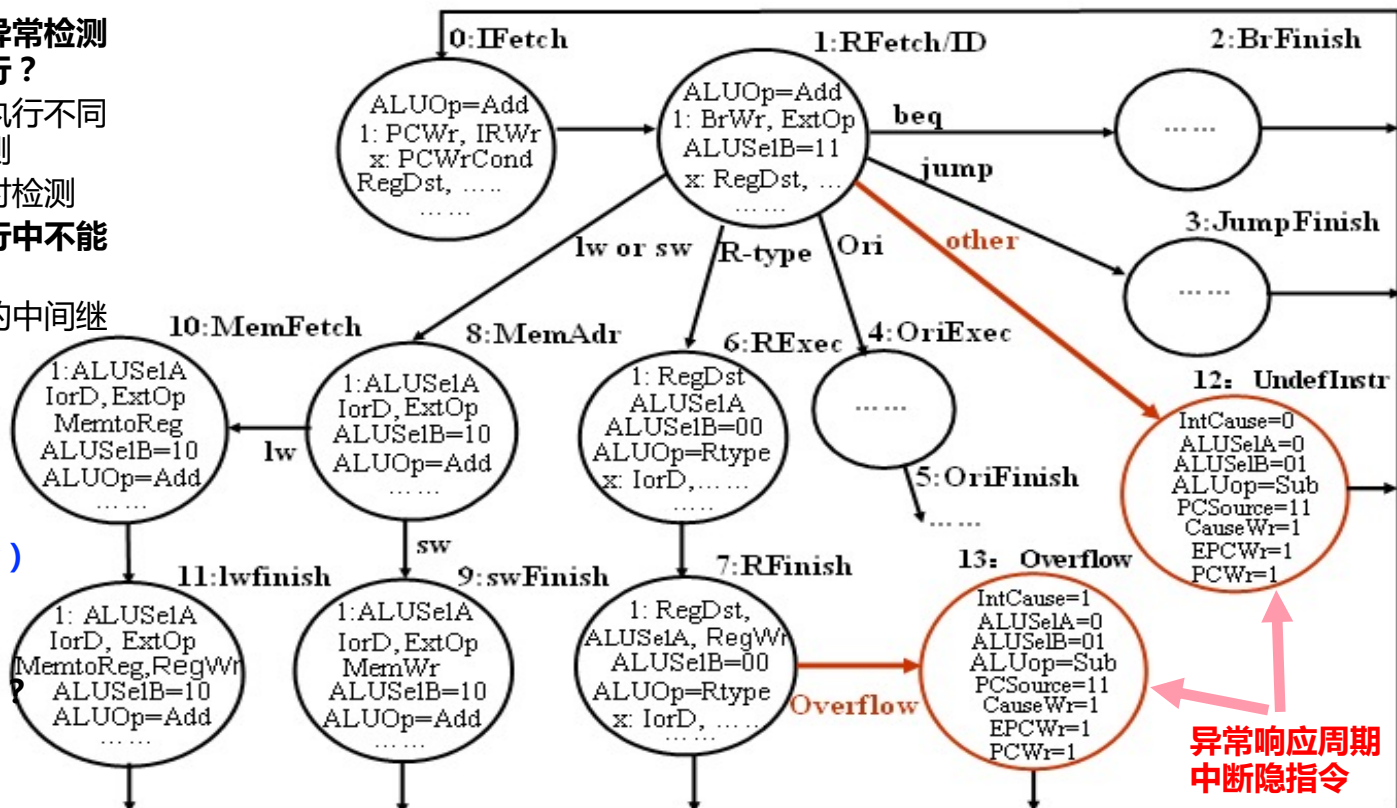 异常检测
行？
执行不同
测
时检测
行中不能
的中间继
)
?
0:IFetch
ALUOp=Add
1: PCWr, IRWr
x: PCWrCond
RegDst, .....
... ...
1:RFetch/ID
ALUOp=Add
1: BrWr, ExtOp
ALUSelB=11
x: RegDst, ...
... ...
2:BrFinish
... ...
beq
jump
3:JumpFinish
... ...
other
lw or sw
R-type
Ori
10:MemFetch
1:ALUSelA
IorD,ExtOp
MemtoReg
ALUSelB=10
ALUOp=Add
... ...
lw
8:MemAdr
1:ALUSelA
IorD,ExtOp
ALUSelB=10
ALUOp=Add
... ...
sw
6:RExec
1: RegDst
ALUSelA
ALUSelB=00
ALUOp=Rtype
x: IorD,... ...
... ..
4:OriExec
... ...
5:OriFinish
... ...
12： UndefInstr
IntCause=0
ALUSelA=0
ALUSelB=01
ALUop=Sub
PCSource=11
CauseWr=1
EPCWr=1
PCWr=1
11:lwfinish
1: ALUSelA
IorD, ExtOp
MemtoReg,RegWr
ALUSelB=10
ALUOp=Add
... ...
9:swFinish
1:ALUSelA
IorD,ExtOp
MemWr
ALUSelB=10
ALUOp=Add
... ...
7:RFinish
1: RegDst,
ALUSelA, RegWr
ALUSelB=00
ALUOp=Rtype
x: IorD, ... ..
... ...
Overflow
13： Overflow
IntCause=1
ALUSelA=0
ALUSelB=01
ALUop=Sub
PCSource=11
CauseWr=1
EPCWr=1
PCWr=1
异常响应周期
中断隐指令